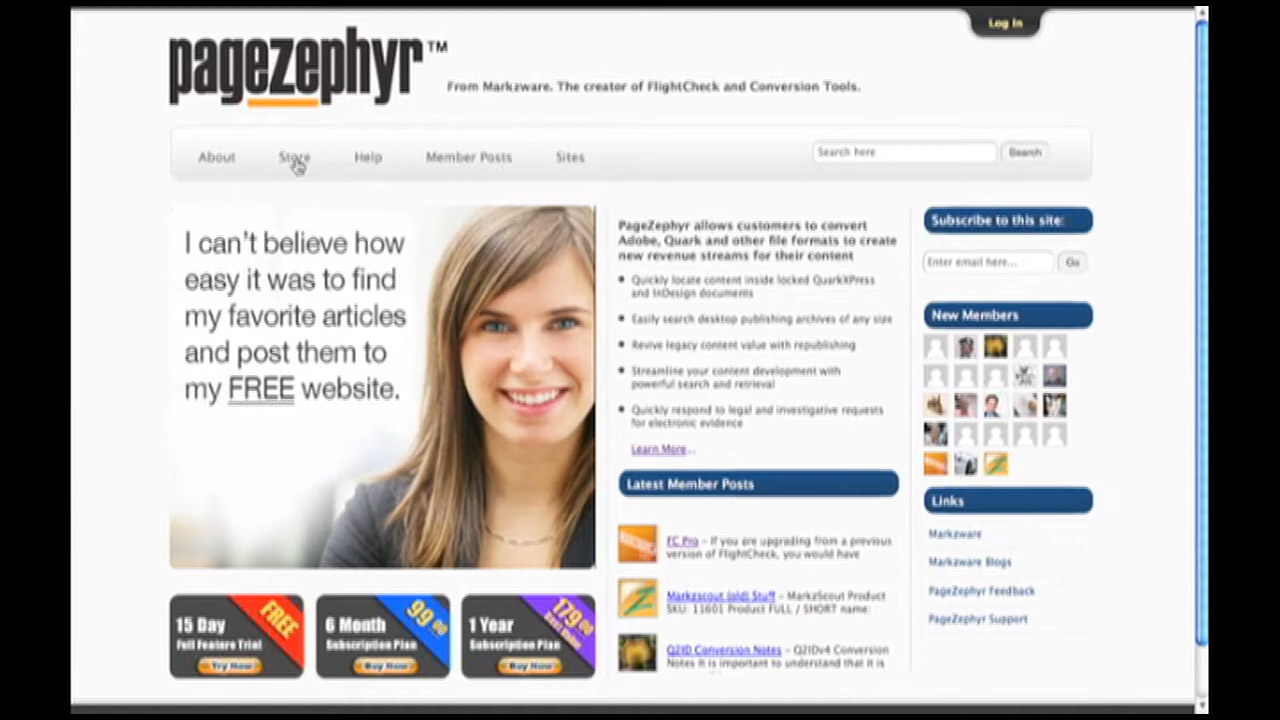 Log In
pagezephyr™
From Markzware. The creator of FlightCheck and Conversion Tools.
About
Store
Help
Member Posts
Sites
Search here
Search
I can't believe how
easy it was to find
my favorite articles
and post them to
my FREE website.
PageZephyr allows customers to convert
Adobe, Quark and other file formats to create
new revenue streams for their content
Quickly locate content inside locked QuarkXPress
and InDesign documents
Easily search desktop publishing archives of any size
Revive legacy content value with republishing
Streamline your content development with
powerful search and retrieval
Quickly respond to legal and investigative requests
for electronic evidence
Learn More...
Latest Member Posts
FC Pro – If you are upgrading from a previous
version of FlightCheck, you would have
Markzscout (old) Stuff – MarkzScout Product
SKU: 11601 Product FULL / SHORT name:
Q2ID Conversion Notes – Q2IDv4 Conversion
Notes It is important to understand that it is
Subscribe to this site:
Enter email here...
Go
New Members
Links
Markzware
Markzware Blogs
PageZephyr Feedback
PageZephyr Support
15 Day
Full Feature Trial
FREE
Try Now
6 Month
Subscription Plan
99.00
Buy Now
1 Year
Subscription Plan
179.00
Buy Now